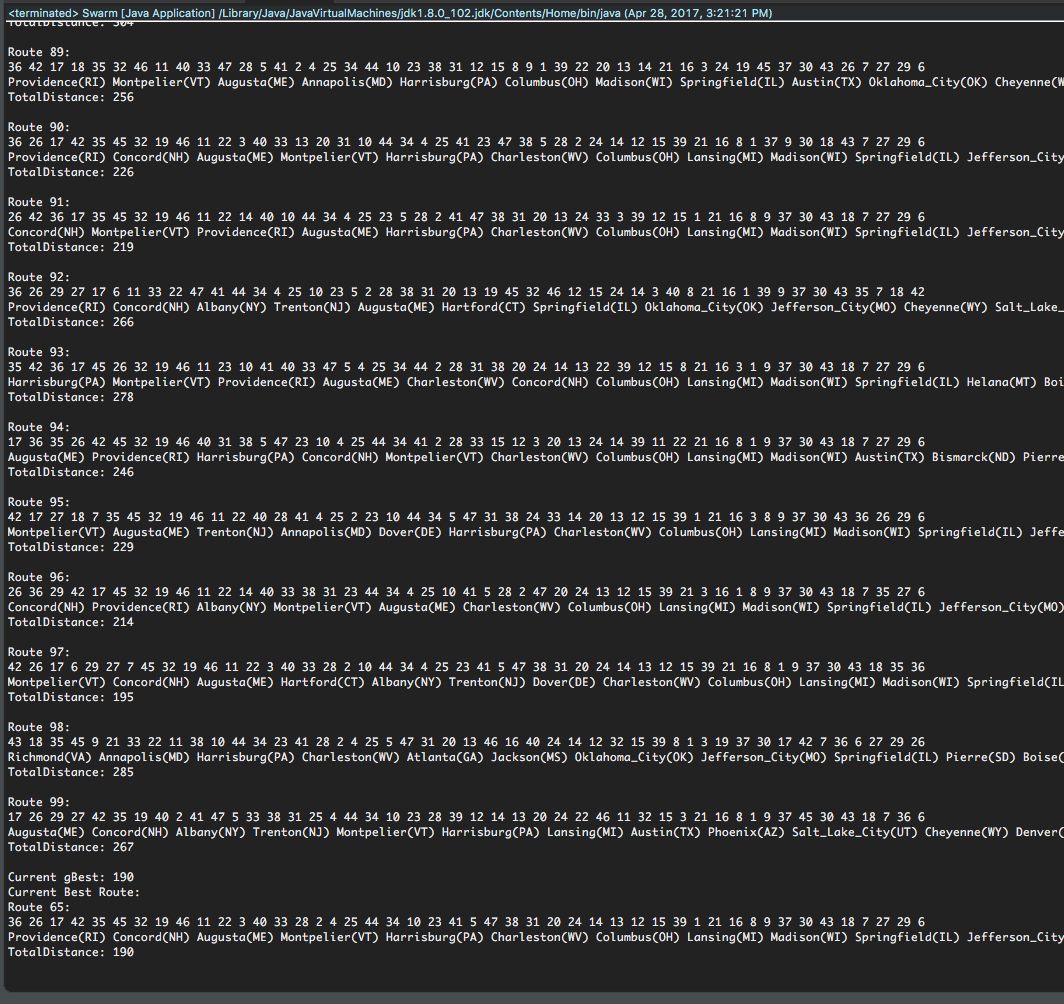 <terminated> Swarm [Java Application] /Library/Java/JavaVirtualMachines/jdk1.8.0_102.jdk/Contents/Home/bin/java (Apr 28, 2017, 3:21:21 PM)
TotalDistance: 304
Route 89:
36 42 17 18 35 32 46 11 40 33 47 28 5 41 2 4 25 34 44 10 23 38 31 12 15 8 9 1 39 22 20 13 14 21 16 3 24 19 45 37 30 43 26 7 27 29 6
Providence(RI) Montpelier(VT) Augusta(ME) Annapolis(MD) Harrisburg(PA) Columbus(OH) Madison(WI) Springfield(IL) Austin(TX) Oklahoma_City(OK) Cheyenne(W
TotalDistance: 256
Route 90:
36 26 17 42 35 45 32 19 46 11 22 3 40 33 13 20 31 10 44 34 4 25 41 23 47 38 5 28 2 24 14 12 15 39 21 16 8 1 37 9 30 18 43 7 27 29 6
Providence(RI) Concord(NH) Augusta(ME) Montpelier(VT) Harrisburg(PA) Charleston(WV) Columbus(OH) Lansing(MI) Madison(WI) Springfield(IL) Jefferson_City
TotalDistance: 226
Route 91:
26 42 36 17 35 45 32 19 46 11 22 14 40 10 44 34 4 25 23 5 28 2 41 47 38 31 20 13 24 33 3 39 12 15 1 21 16 8 9 37 30 43 18 7 27 29 6
Concord(NH) Montpelier(VT) Providence(RI) Augusta(ME) Harrisburg(PA) Charleston(WV) Columbus(OH) Lansing(MI) Madison(WI) Springfield(IL) Jefferson_City
TotalDistance: 219
Route 92:
36 26 29 27 17 6 11 33 22 47 41 44 34 4 25 10 23 5 2 28 38 31 20 13 19 45 32 46 12 15 24 14 3 40 8 21 16 1 39 9 37 30 43 35 7 18 42
Providence(RI) Concord(NH) Albany(NY) Trenton(NJ) Augusta(ME) Hartford(CT) Springfield(IL) Oklahoma_City(OK) Jefferson_City(MO) Cheyenne(WY) Salt_Lake_
TotalDistance: 266
Route 93:
35 42 36 17 45 26 32 19 46 11 23 10 41 40 33 47 5 4 25 34 44 2 28 31 38 20 24 14 13 22 39 12 15 8 21 16 3 1 9 37 30 43 18 7 27 29 6
Harrisburg(PA) Montpelier(VT) Providence(RI) Augusta(ME) Charleston(WV) Concord(NH) Columbus(OH) Lansing(MI) Madison(WI) Springfield(IL) Helana(MT) Boi
TotalDistance: 278
Route 94:
17 36 35 26 42 45 32 19 46 40 31 38 5 47 23 10 4 25 44 34 41 2 28 33 15 12 3 20 13 24 14 39 11 22 21 16 8 1 9 37 30 43 18 7 27 29 6
Augusta(ME) Providence(RI) Harrisburg(PA) Concord(NH) Montpelier(VT) Charleston(WV) Columbus(OH) Lansing(MI) Madison(WI) Austin(TX) Bismarck(ND) Pierre
TotalDistance: 246
Route 95:
42 17 27 18 7 35 45 32 19 46 11 22 40 28 41 4 25 2 23 10 44 34 5 47 31 38 24 33 14 20 13 12 15 39 1 21 16 3 8 9 37 30 43 36 26 29 6
Montpelier(VT) Augusta(ME) Trenton(NJ) Annapolis(MD) Dover(DE) Harrisburg(PA) Charleston(WV) Columbus(OH) Lansing(MI) Madison(WI) Springfield(IL) Jeffe
TotalDistance: 229
Route 96:
26 36 29 42 17 45 32 19 46 11 22 14 40 33 38 31 23 44 34 4 25 10 41 5 28 2 47 20 24 13 12 15 39 21 3 16 1 8 9 37 30 43 18 7 35 27 6
Concord(NH) Providence(RI) Albany(NY) Montpelier(VT) Augusta(ME) Charleston(WV) Columbus(OH) Lansing(MI) Madison(WI) Springfield(IL) Jefferson_City(MO)
TotalDistance: 214
Route 97:
42 26 17 6 29 27 7 45 32 19 46 11 22 3 40 33 28 2 10 44 34 4 25 23 41 5 47 38 31 20 24 14 13 12 15 39 21 16 8 1 9 37 30 43 18 35 36
Montpelier(VT) Concord(NH) Augusta(ME) Hartford(CT) Albany(NY) Trenton(NJ) Dover(DE) Charleston(WV) Columbus(OH) Lansing(MI) Madison(WI) Springfield(IL
TotalDistance: 195
Route 98:
43 18 35 45 9 21 33 22 11 38 10 44 34 23 41 28 2 4 25 5 47 31 20 13 46 16 40 24 14 12 32 15 39 8 1 3 19 37 30 17 42 7 36 6 27 29 26
Richmond(VA) Annapolis(MD) Harrisburg(PA) Charleston(WV) Atlanta(GA) Jackson(MS) Oklahoma_City(OK) Jefferson_City(MO) Springfield(IL) Pierre(SD) Boise(
TotalDistance: 285
Route 99:
17 26 29 27 42 35 19 40 2 41 47 5 33 38 31 25 4 44 34 10 23 28 39 12 14 13 20 24 22 46 11 32 15 3 21 16 8 1 9 37 45 30 43 18 7 36 6
Augusta(ME) Concord(NH) Albany(NY) Trenton(NJ) Montpelier(VT) Harrisburg(PA) Lansing(MI) Austin(TX) Phoenix(AZ) Salt_Lake_City(UT) Cheyenne(WY) Denver(
TotalDistance: 267
Current gBest: 190
Current Best Route:
Route 65:
36 26 17 42 35 45 32 19 46 11 22 3 40 33 28 2 4 25 44 34 10 23 41 5 47 38 31 20 24 14 13 12 15 39 1 21 16 8 9 37 30 43 18 7 27 29 6
Providence(RI) Concord(NH) Augusta(ME) Montpelier(VT) Harrisburg(PA) Charleston(WV) Columbus(OH) Lansing(MI) Madison(WI) Springfield(IL) Jefferson_City
TotalDistance: 190